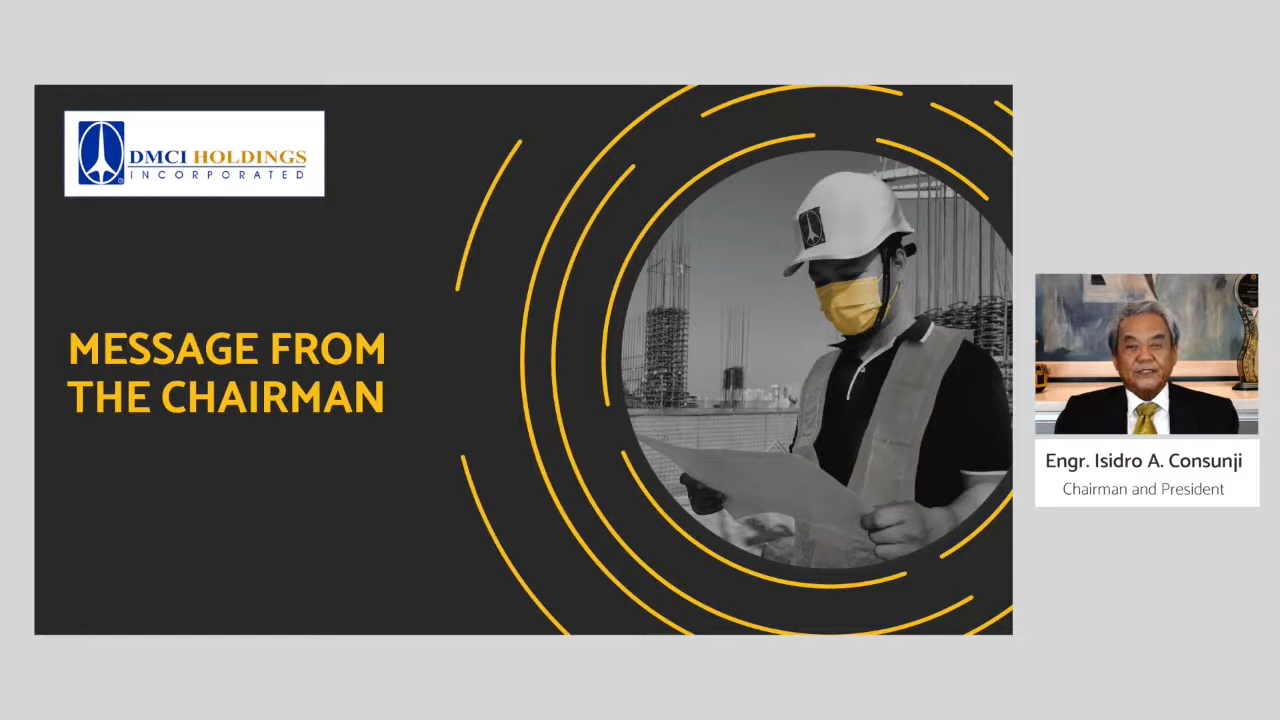 DMCI HOLDINGS
INCORPORATED
MESSAGE FROM
THE CHAIRMAN
Engr. Isidro A. Consunji
Chairman and President